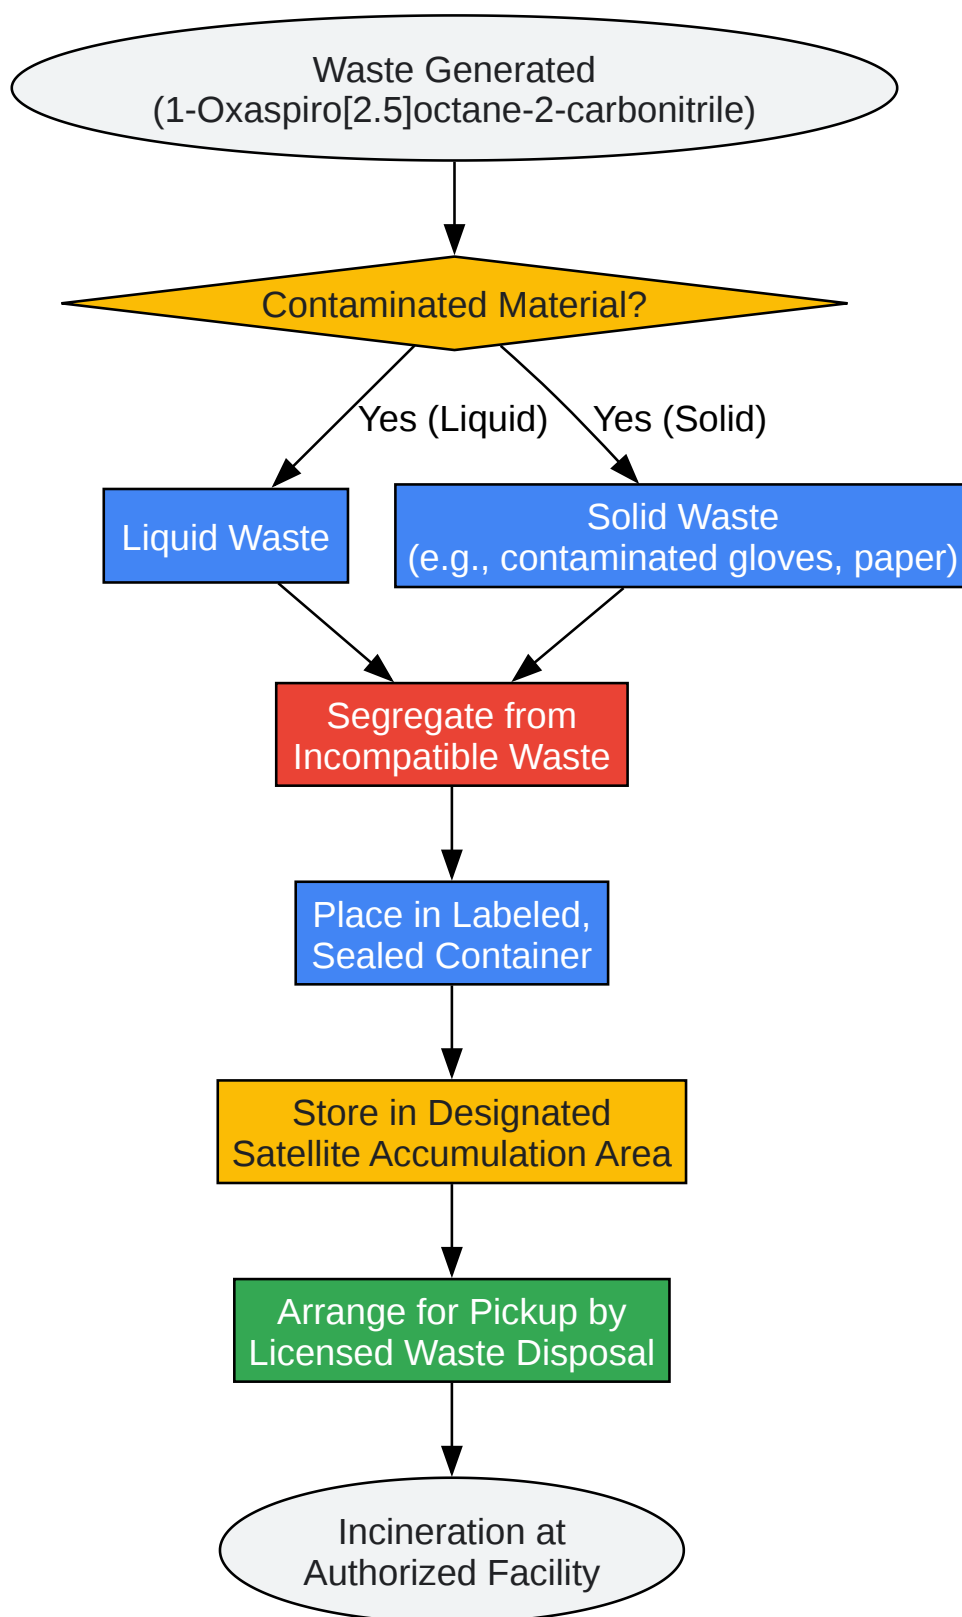 Waste Generated
(1-Oxaspiro[2.5]octane-2-carbonitrile)
Contaminated Material?
Yes (Liquid)
Yes (Solid)
Liquid Waste
Solid Waste
(e.g., contaminated gloves, paper)
Segregate from
Incompatible Waste
Place in Labeled,
Sealed Container
Store in Designated
Satellite Accumulation Area
Arrange for Pickup by
Licensed Waste Disposal
Incineration at
Authorized Facility